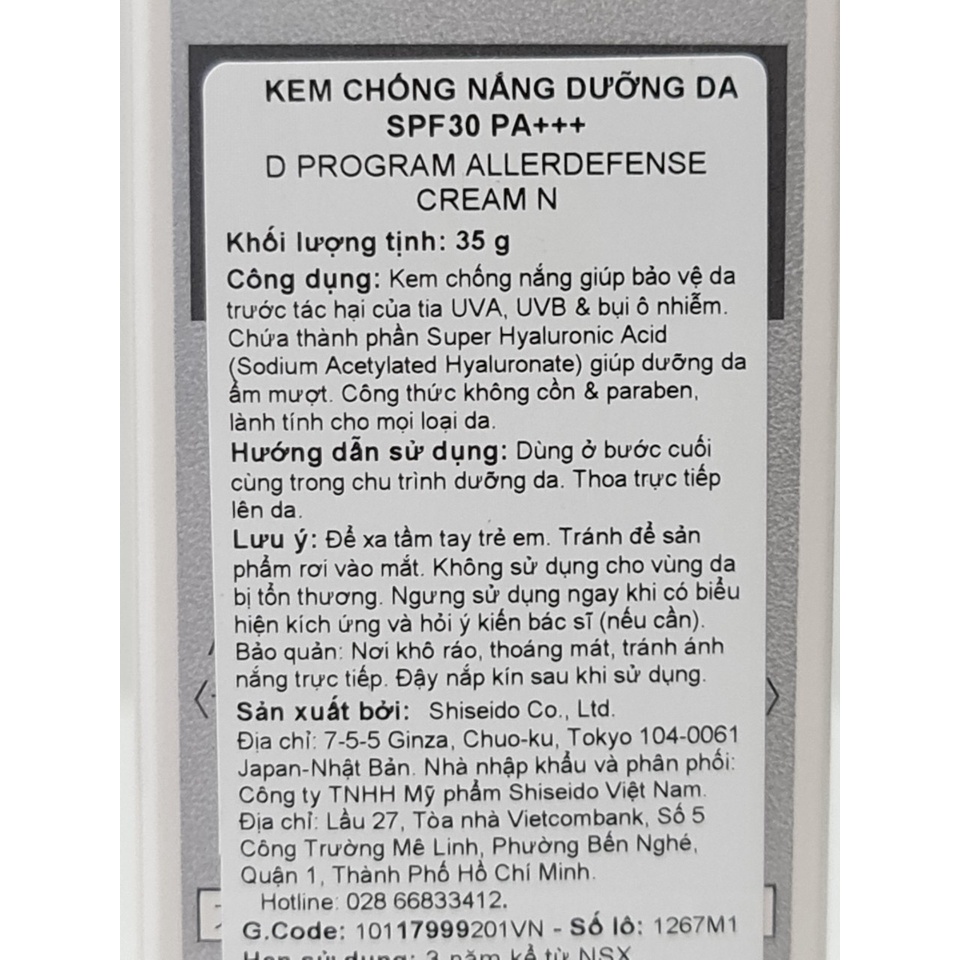 KEM CHỐNG NẮNG DƯỠNG DA
SPF30 PA+++
D PROGRAM ALLERDEFENSE
CREAM N
Khối lượng tịnh: 35 g
Công dụng: Kem chống nắng giúp bảo vệ da
trước tác hại của tia UVA, UVB & bụi ô nhiễm.
Chứa thành phần Super Hyaluronic Acid
(Sodium Acetylated Hyaluronate) giúp dưỡng da
ẩm mượt. Công thức không cồn & paraben,
lành tính cho mọi loại da.
Hướng dẫn sử dụng: Dùng ở bước cuối
cùng trong chu trình dưỡng da. Thoa trực tiếp
lên da.
Lưu ý: Để xa tầm tay trẻ em. Tránh để sản
phẩm rơi vào mắt. Không sử dụng cho vùng da
bị tổn thương. Ngưng sử dụng ngay khi có biểu
hiện kích ứng và hỏi ý kiến bác sĩ (nếu cần).
Bảo quản: Nơi khô ráo, thoáng mát, tránh ánh
nắng trực tiếp. Đậy nắp kín sau khi sử dụng.
Sản xuất bởi: Shiseido Co., Ltd.
Địa chỉ: 7-5-5 Ginza, Chuo-ku, Tokyo 104-0061
Japan-Nhật Bản. Nhà nhập khẩu và phân phối:
Công ty TNHH Mỹ phẩm Shiseido Việt Nam.
Địa chỉ: Lầu 27, Tòa nhà Vietcombank, Số 5
Công Trường Mê Linh, Phường Bến Nghé,
Quận 1, Thành Phố Hồ Chí Minh.
Hotline: 028 66833412.
G.Code: 10117999201VN - Số lô: 1267M1
Hạn sử dụng: 3 năm kể từ NSX